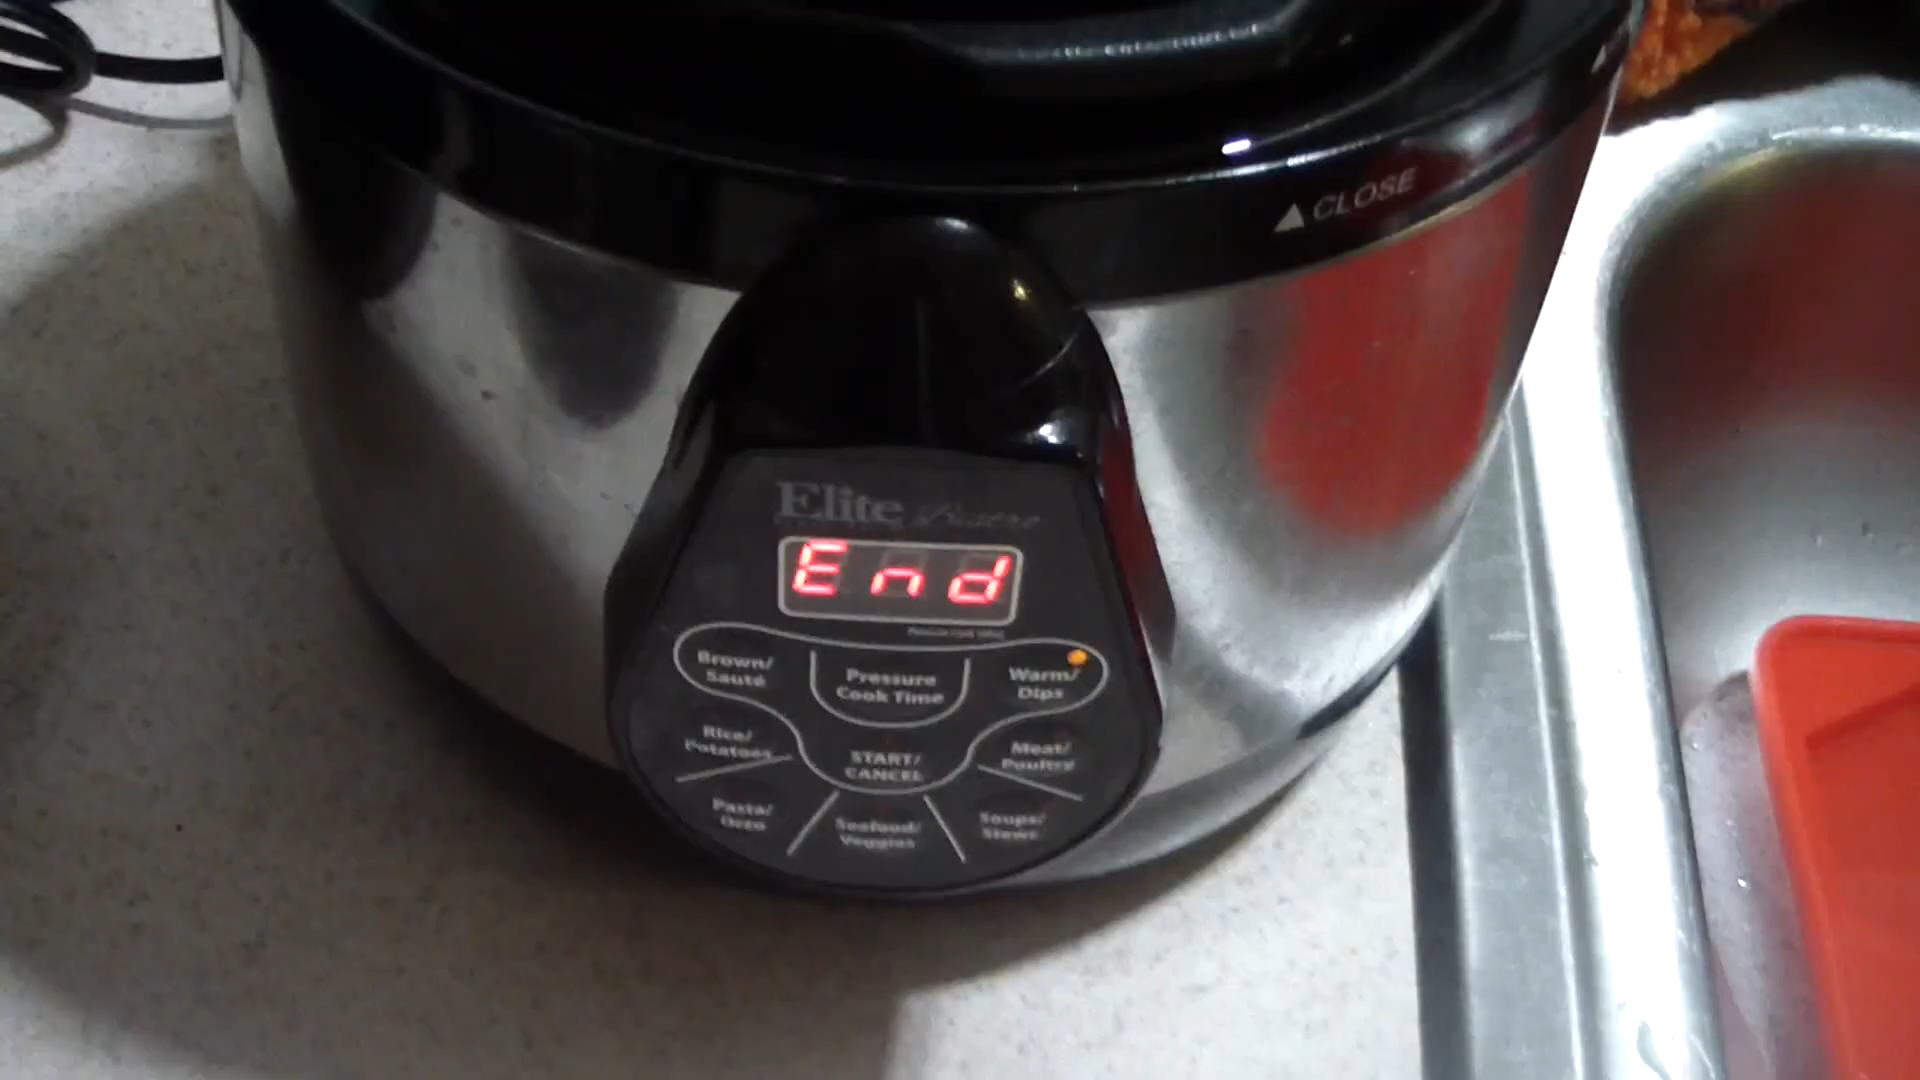 ▲CLOSE
Elite Bistro
End
Brown/
Sauté
Pressure
Cook Time
Warm/
Dips
Rice/
Potatoes
START/
CANCEL
Meat/
Poultry
Pasta/
Orzo
Seafood/
Veggies
Soups/
Stews